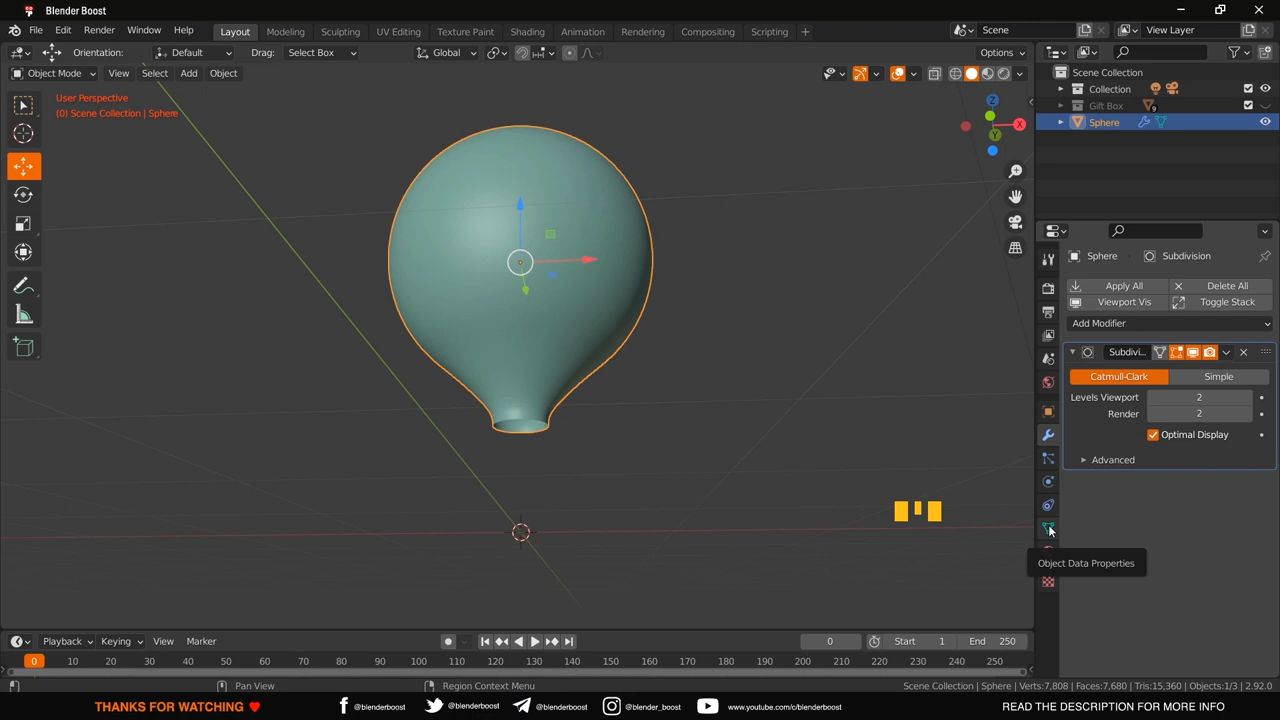 Blender Boost
File Edit Render Window Help Layout Modeling Sculpting UV Editing Texture Paint Shading Animation Rendering Compositing Scripting + Scene View Layer
Orientation: Default Drag: Select Box Global Options
Object Mode View Select Add Object
User Perspective
(0) Scene Collection | Sphere
X
Y
Z
Scene Collection
Collection
Gift Box 9
Sphere
Sphere Subdivision
Apply All Delete All
Viewport Vis Toggle Stack
Add Modifier
Subdivi...
Catmull-Clark Simple
Levels Viewport 2
Render 2
Optimal Display
Advanced
Object Data Properties
Playback Keying View Marker 0 Start 1 End 250
0 10 20 30 40 50 60 70 80 90 100 110 120 130 140 150 160 170 180 190 200 210 220 230 240 250
Pan View Region Context Menu Scene Collection | Sphere | Verts:7,808 | Faces:7,680 | Tris:15,360 | Objects:1/3 | 2.92.0
THANKS FOR WATCHING ♥ @blenderboost @blenderboost @blenderboost @blender_boost www.youtube.com/c/blenderboost READ THE DESCRIPTION FOR MORE INFO